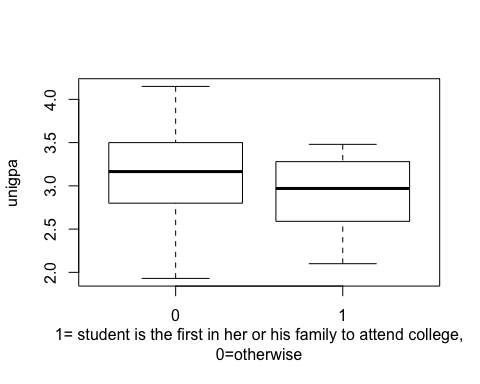 unigpa
4.0
3.5
3.0
2.5
2.0
0 1
1= student is the first in her or his family to attend college,
0=otherwise